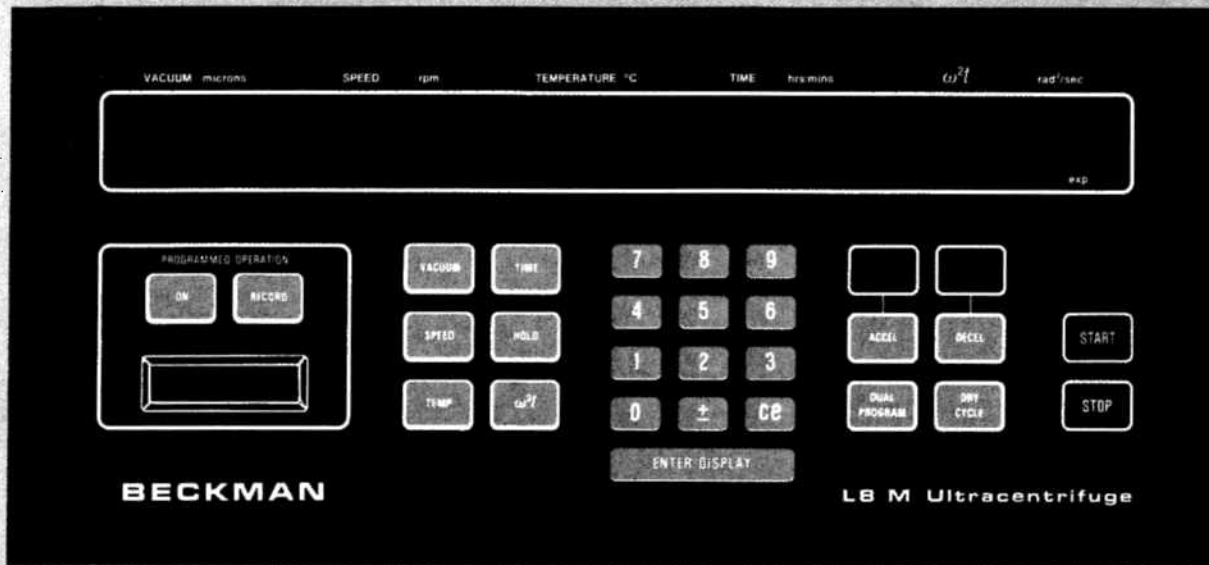 VACUUM microns SPEED rpm TEMPERATURE °C TIME hrs:mins ω²t rad²/sec
exp
PROGRAMMED OPERATION
ON RECORD
VACUUM TIME
SPEED HOLD
TEMP ω²t
7 8 9
4 5 6
1 2 3
0 ± ce
ENTER DISPLAY
ACCEL DECEL
DUAL PROGRAM DRY CYCLE
START
STOP
BECKMAN
L8 M Ultracentrifuge